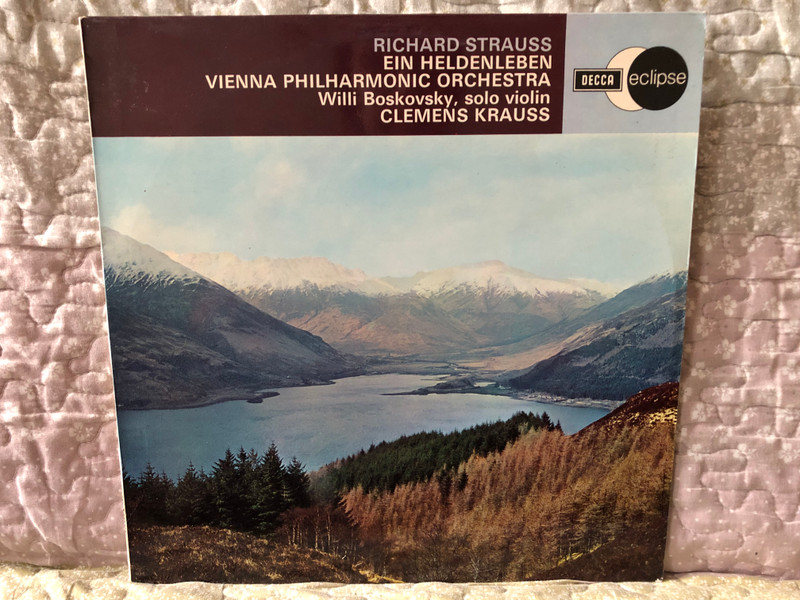 RICHARD STRAUSS
EIN HELDENLEBEN
VIENNA PHILHARMONIC ORCHESTRA
Willi Boskovsky, solo violin
CLEMENS KRAUSS
DECCA eclipse